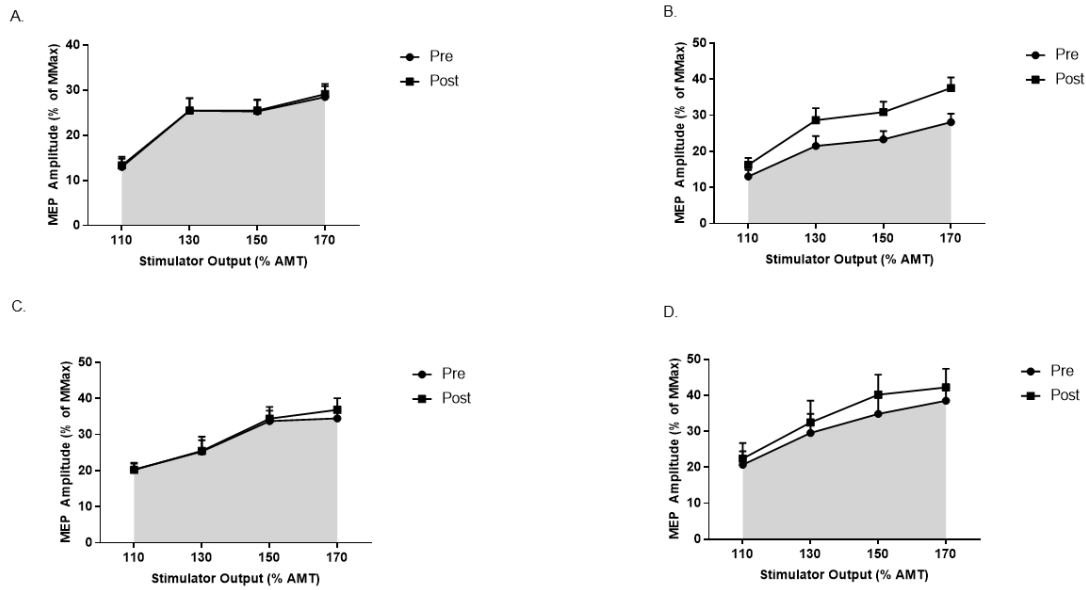 A.
MEP Amplitude (% of MMax)
40
30
20
10
0
110 130 150 170
Stimulator Output (% AMT)
Pre
Post
B.
MEP Amplitude (% of MMax)
50
40
30
20
10
0
110 130 150 170
Stimulator Output (% AMT)
Pre
Post
C.
MEP Amplitude (% of MMax)
50
40
30
20
10
0
110 130 150 170
Stimulator Output (% AMT)
Pre
Post
D.
MEP Amplitude (% of MMax)
50
40
30
20
10
0
110 130 150 170
Stimulator Output (% AMT)
Pre
Post